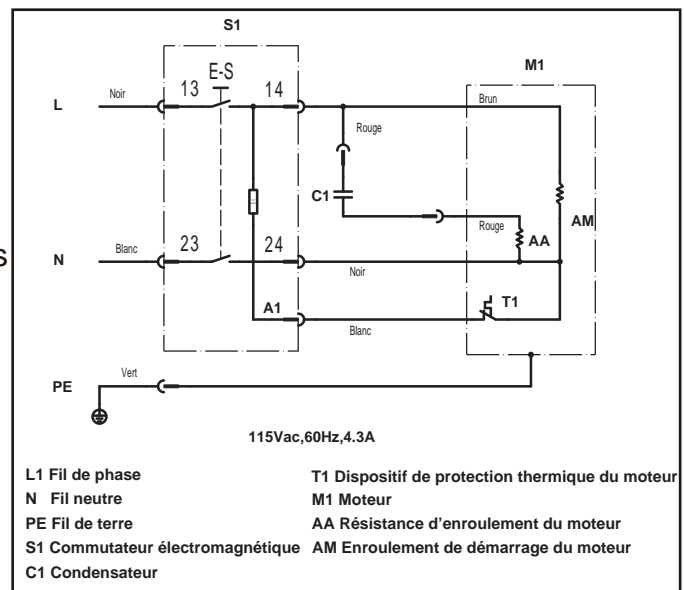 S1
E-S
M1
13
14
L
Noir
Brun
Rouge
C1
Rouge
AM
AA
S
N
Blanc
23
24
Noir
A1
T1
Blanc
PE
Vert
115Vac,60Hz,4.3A
L1 Fil de phase
T1 Dispositif de protection thermique du moteur
N Fil neutre
M1 Moteur
PE Fil de terre
AA Résistance d’enroulement du moteur
S1 Commutateur électromagnétique
AM Enroulement de démarrage du moteur
C1 Condensateur